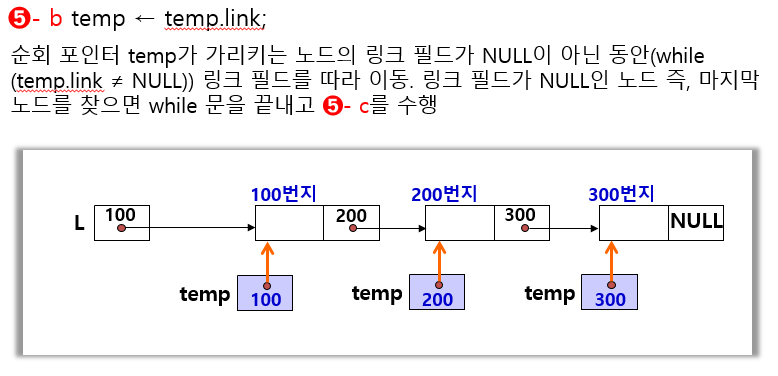 ❺- b temp ← temp.link;
순회 포인터 temp가 가리키는 노드의 링크 필드가 NULL이 아닌 동안(while
(temp.link ≠ NULL)) 링크 필드를 따라 이동. 링크 필드가 NULL인 노드 즉, 마지막
노드를 찾으면 while 문을 끝내고 ❺- c를 수행
100번지 200번지 300번지
L 100 200 300 NULL
temp 100 temp 200 temp 300